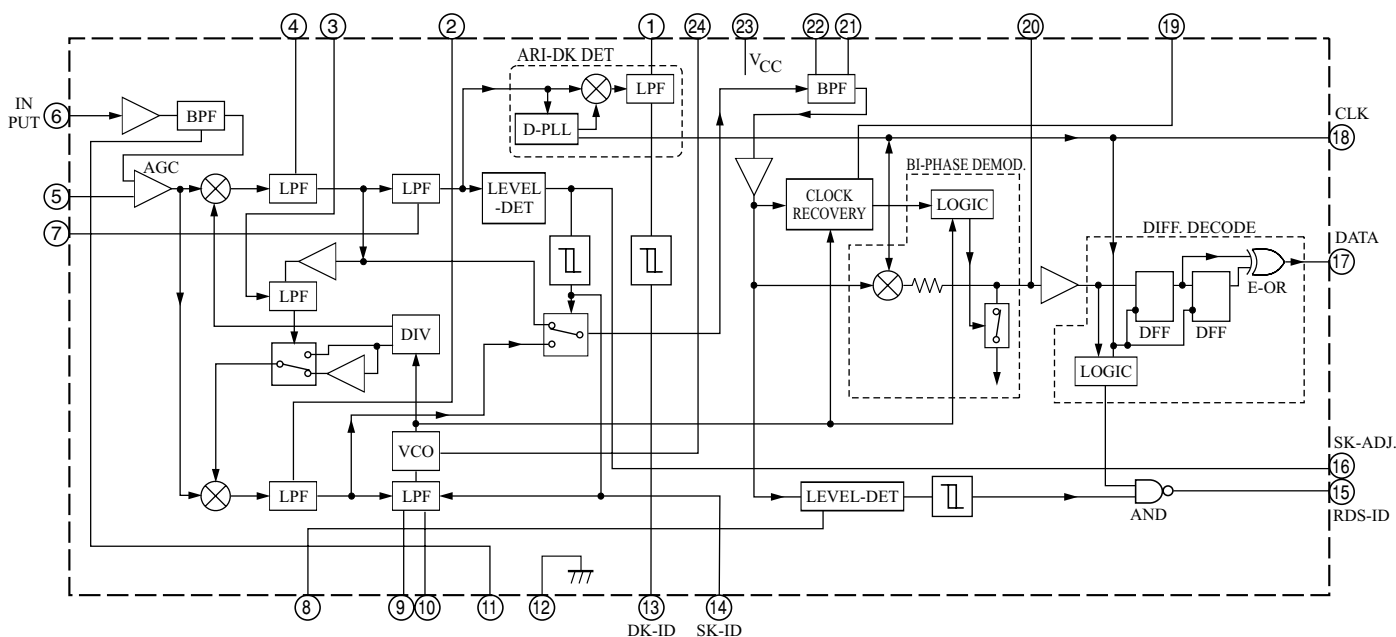 4
3
2
1
24
23
22
21
20
19
ARI-DK DET
VCC
IN
PUT
6
BPF
LPF
BPF
D-PLL
CLK
18
AGC
5
7
LPF
LPF
LEVEL
-DET
BI-PHASE DEMOD.
CLOCK
RECOVERY
LOGIC
DIFF. DECODE
DATA
17
E-OR
LPF
DIV
DFF
DFF
LOGIC
VCO
SK-ADJ.
16
LPF
LPF
LEVEL-DET
AND
15
RDS-ID
8
9
10
11
12
13
14
DK-ID
SK-ID